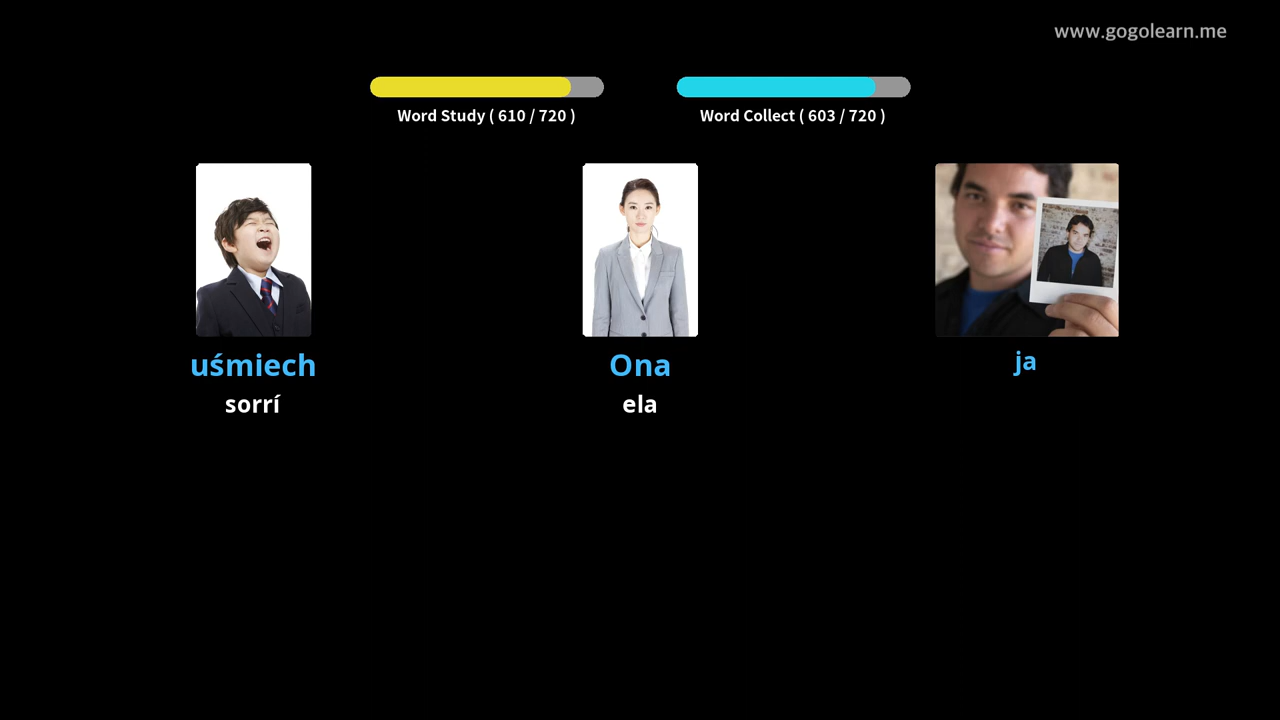 www.gogolearn.me
Word Study ( 610 / 720 )
Word Collect ( 603 / 720 )
uśmiech
sorrí
Ona
ela
ja